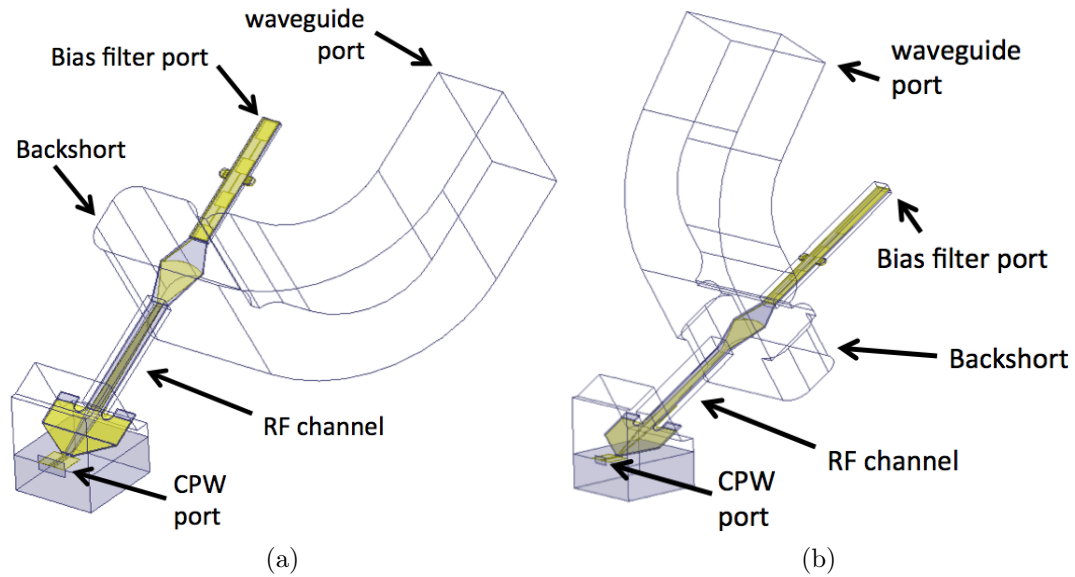 waveguide
port
Bias filter port
Backshort
RF channel
CPW
port
(a)
waveguide
port
Bias filter port
Backshort
RF channel
CPW
port
(b)